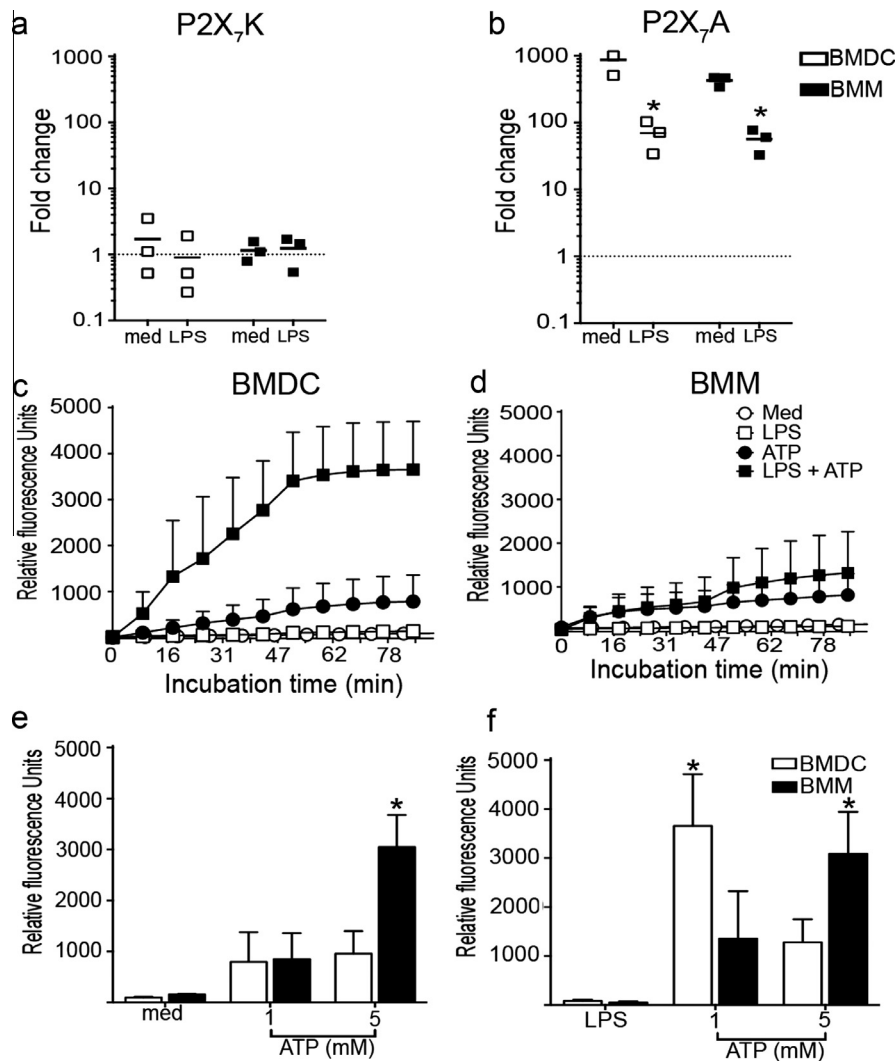 a
P2X₇K
1000
100
10
1
0.1
Fold change
med LPS med LPS
b
P2X₇A
1000
100
10
1
0.1
Fold change
med LPS med LPS
BMDC
BMM
*
*
c
BMDC
5000
4000
3000
2000
1000
Relative fluorescence Units
0 16 31 47 62 78
Incubation time (min)
d
BMM
5000
4000
3000
2000
1000
Relative fluorescence Units
Med
LPS
ATP
LPS + ATP
0 16 31 47 62 78
Incubation time (min)
e
5000
4000
3000
2000
1000
Relative fluorescence Units
*
med 1 5
ATP (mM)
f
5000
4000
3000
2000
1000
Relative fluorescence Units
BMDC
BMM
*
*
LPS 1 5
ATP (mM)